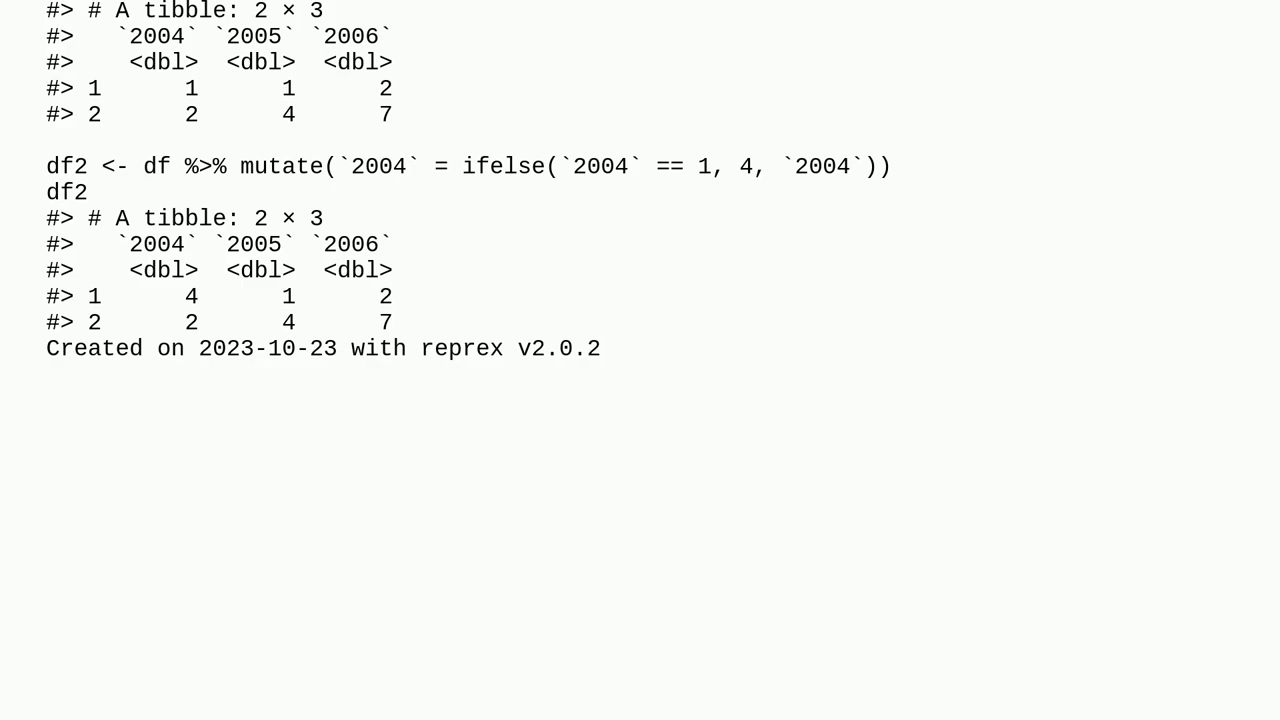 #> # A tibble: 2 × 3
#>   `2004` `2005` `2006`
#>    <dbl>  <dbl>  <dbl>
#> 1      1      1      2
#> 2      2      4      7
df2 <- df %>% mutate(`2004` = ifelse(`2004` == 1, 4, `2004`))
df2
#> # A tibble: 2 × 3
#>   `2004` `2005` `2006`
#>    <dbl>  <dbl>  <dbl>
#> 1      4      1      2
#> 2      2      4      7
Created on 2023-10-23 with reprex v2.0.2